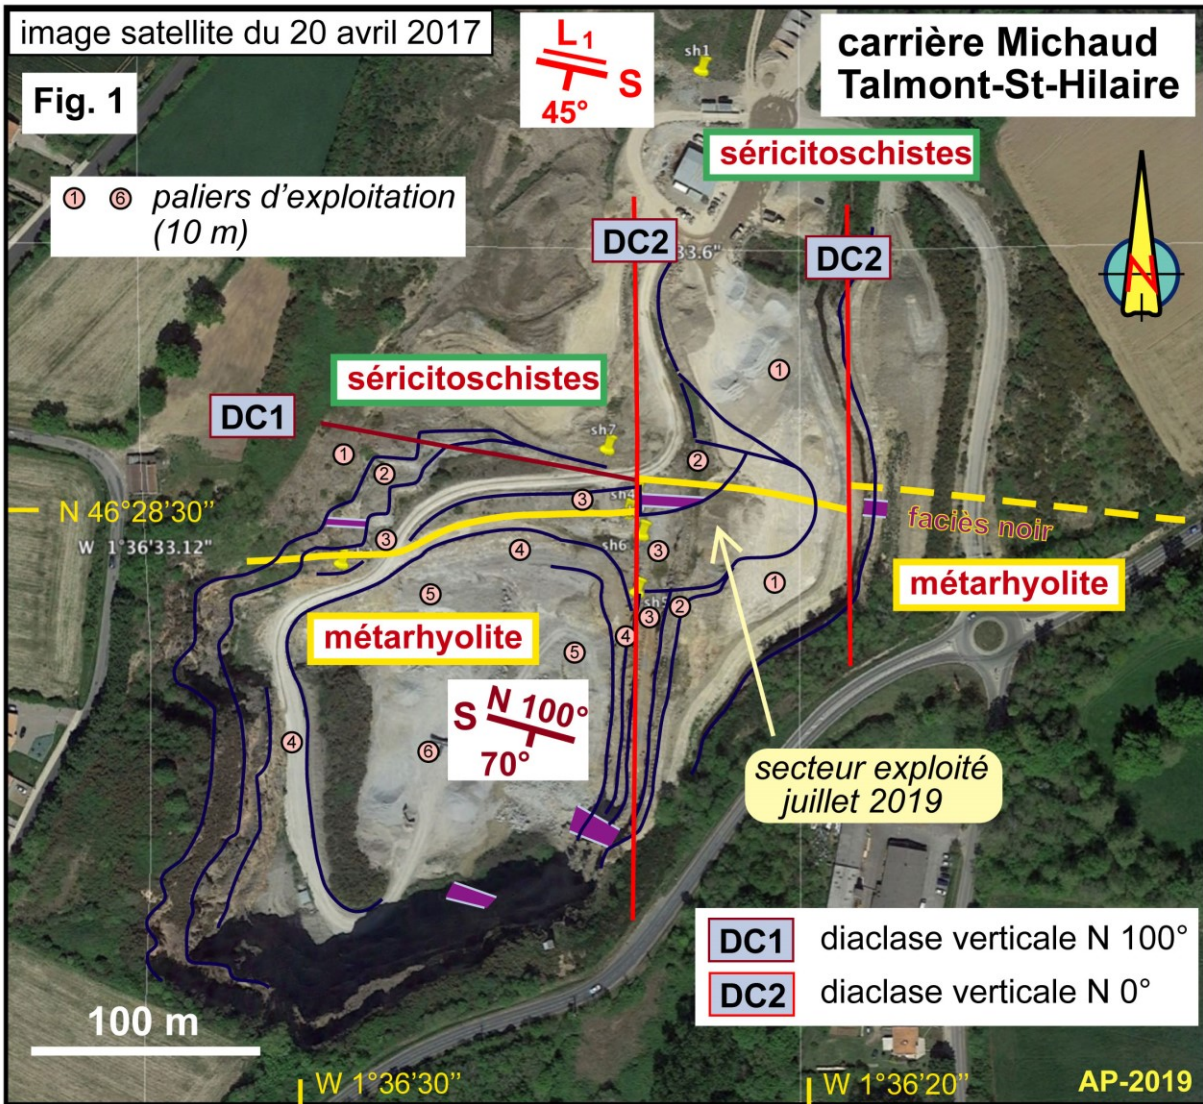 image satellite du 20 avril 2017
Fig. 1
L1
S
45°
sh1
carrière Michaud
Talmont-St-Hilaire
séricitoschistes
1 6 paliers d’exploitation
(10 m)
N
DC2
33.6"
DC2
1
séricitoschistes
DC1
sh7
1
2
2
3
sh4
N 46°28’30’’
W 1°36'33.12"
faciès noir
3
4
sh6
3
5
1
métarhyolite
métarhyolite
sh5
2
3
4
5
S N 100°
70°
4
6
secteur exploité
juillet 2019
DC1 diaclase verticale N 100°
DC2 diaclase verticale N 0°
100 m
W 1°36’30’’
W 1°36’20’’
AP-2019